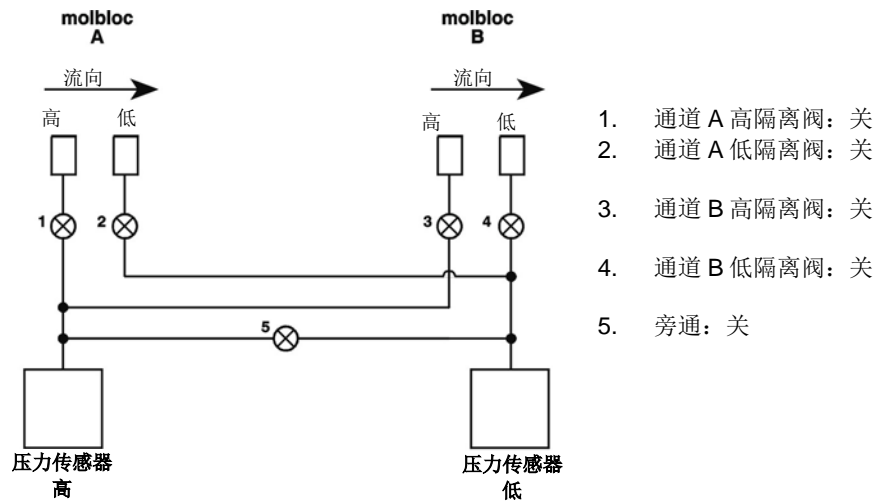 molbloc
A
molbloc
B
流向
流向
高
低
高
低
1
2
3
4
5
压力传感器
高
压力传感器
低
1. 通道 A 高隔离阀：关
2. 通道 A 低隔离阀：关
3. 通道 B 高隔离阀：关
4. 通道 B 低隔离阀：关
5. 旁通：关